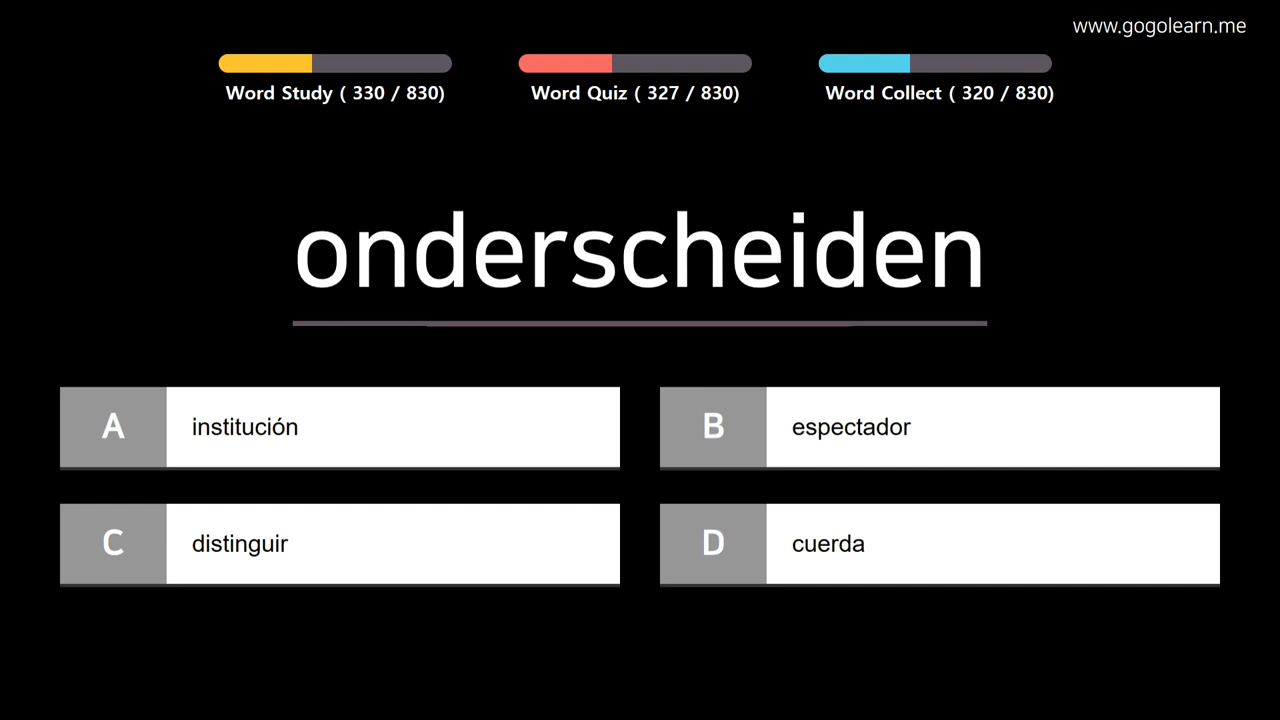 www.gogolearn.me
Word Study ( 330 / 830)
Word Quiz ( 327 / 830)
Word Collect ( 320 / 830)
onderscheiden
A institución
B espectador
C distinguir
D cuerda